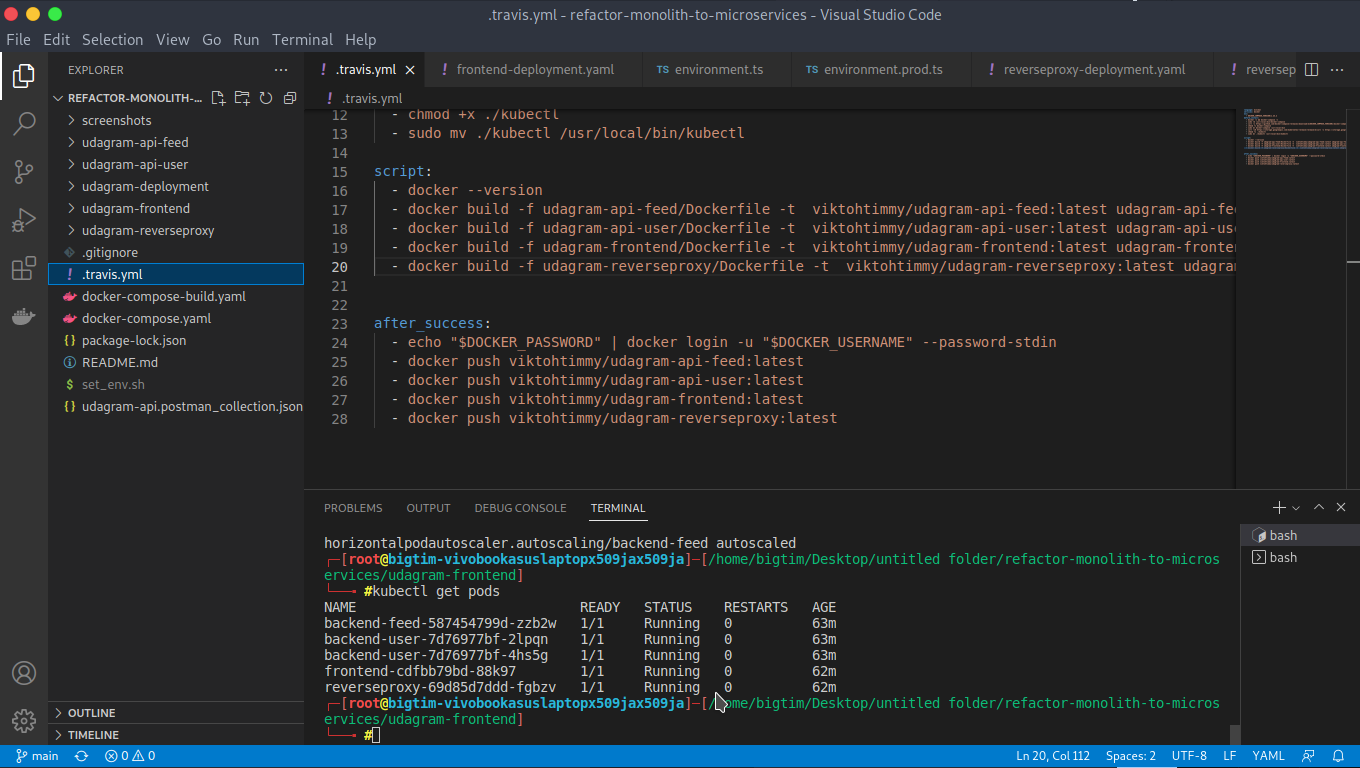 .travis.yml - refactor-monolith-to-microservices - Visual Studio Code
File Edit Selection View Go Run Terminal Help
EXPLORER
.travis.yml
frontend-deployment.yaml
TS environment.ts
TS environment.prod.ts
reverseproxy-deployment.yaml
reversep
REFACTOR-MONOLITH-...
.travis.yml
screenshots
udagram-api-feed
udagram-api-user
udagram-deployment
udagram-frontend
udagram-reverseproxy
.gitignore
.travis.yml
docker-compose-build.yaml
docker-compose.yaml
package-lock.json
README.md
set_env.sh
udagram-api.postman_collection.json
OUTLINE
TIMELINE
12 - chmod +x ./kubectl
13 - sudo mv ./kubectl /usr/local/bin/kubectl
14
15 script:
16 - docker --version
17 - docker build -f udagram-api-feed/Dockerfile -t  viktohtimmy/udagram-api-feed:latest udagram-api-fee
18 - docker build -f udagram-api-user/Dockerfile -t  viktohtimmy/udagram-api-user:latest udagram-api-use
19 - docker build -f udagram-frontend/Dockerfile -t  viktohtimmy/udagram-frontend:latest udagram-fronten
20 - docker build -f udagram-reverseproxy/Dockerfile -t  viktohtimmy/udagram-reverseproxy:latest udagram
21
22
23 after_success:
24 - echo "$DOCKER_PASSWORD" | docker login -u "$DOCKER_USERNAME" --password-stdin
25 - docker push viktohtimmy/udagram-api-feed:latest
26 - docker push viktohtimmy/udagram-api-user:latest
27 - docker push viktohtimmy/udagram-frontend:latest
28 - docker push viktohtimmy/udagram-reverseproxy:latest
PROBLEMS OUTPUT DEBUG CONSOLE TERMINAL
bash
bash
horizontalpodautoscaler.autoscaling/backend-feed autoscaled
┌─[root@bigtim-vivobookasuslaptopx509jax509ja]─[/home/bigtim/Desktop/untitled folder/refactor-monolith-to-micros
ervices/udagram-frontend]
└──╼ #kubectl get pods
NAME READY STATUS RESTARTS AGE
backend-feed-587454799d-zzb2w 1/1 Running 0 63m
backend-user-7d76977bf-2lpqn 1/1 Running 0 63m
backend-user-7d76977bf-4hs5g 1/1 Running 0 63m
frontend-cdfbb79bd-88k97 1/1 Running 0 62m
reverseproxy-69d85d7ddd-fgbzv 1/1 Running 0 62m
┌─[root@bigtim-vivobookasuslaptopx509jax509ja]─[/home/bigtim/Desktop/untitled folder/refactor-monolith-to-micros
ervices/udagram-frontend]
└──╼ #
main 0 0 Ln 20, Col 112 Spaces: 2 UTF-8 LF YAML